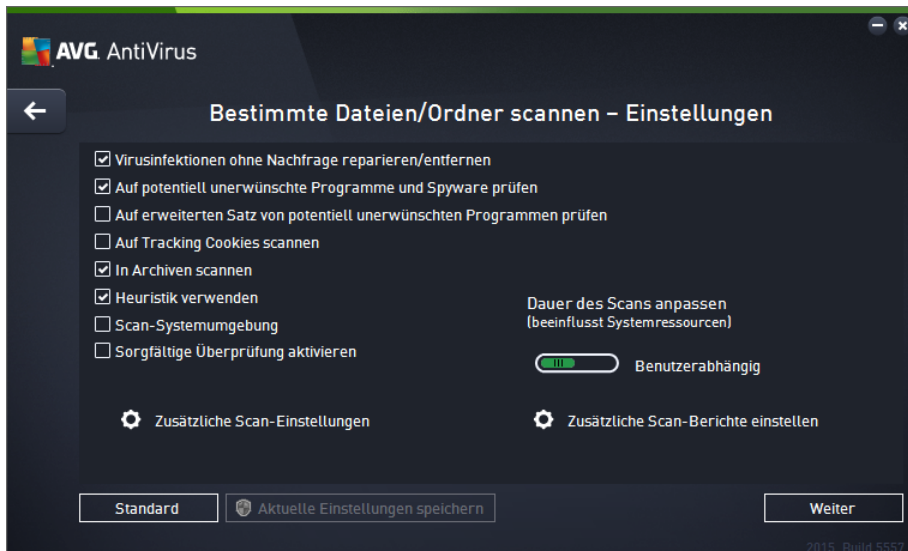 AVG AntiVirus
Bestimmte Dateien/Ordner scannen – Einstellungen
Virusinfektionen ohne Nachfrage reparieren/entfernen
Auf potentiell unerwünschte Programme und Spyware prüfen
Auf erweiterten Satz von potentiell unerwünschten Programmen prüfen
Auf Tracking Cookies scannen
In Archiven scannen
Heuristik verwenden
Scan-Systemumgebung
Sorgfältige Überprüfung aktivieren
Dauer des Scans anpassen
(beeinflusst Systemressourcen)
Benutzerabhängig
Zusätzliche Scan-Einstellungen
Zusätzliche Scan-Berichte einstellen
Standard
Aktuelle Einstellungen speichern
Weiter
2015 Build 5557